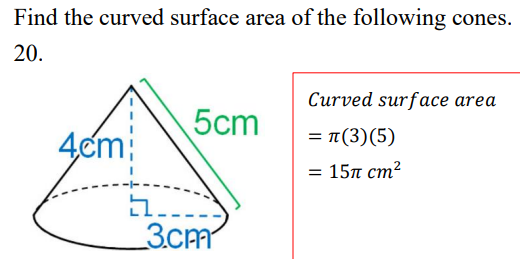 Find the curved surface area of the following cones.
20.
5cm
4cm
3cm
Curved surface area
= π(3)(5)
= 15π cm²